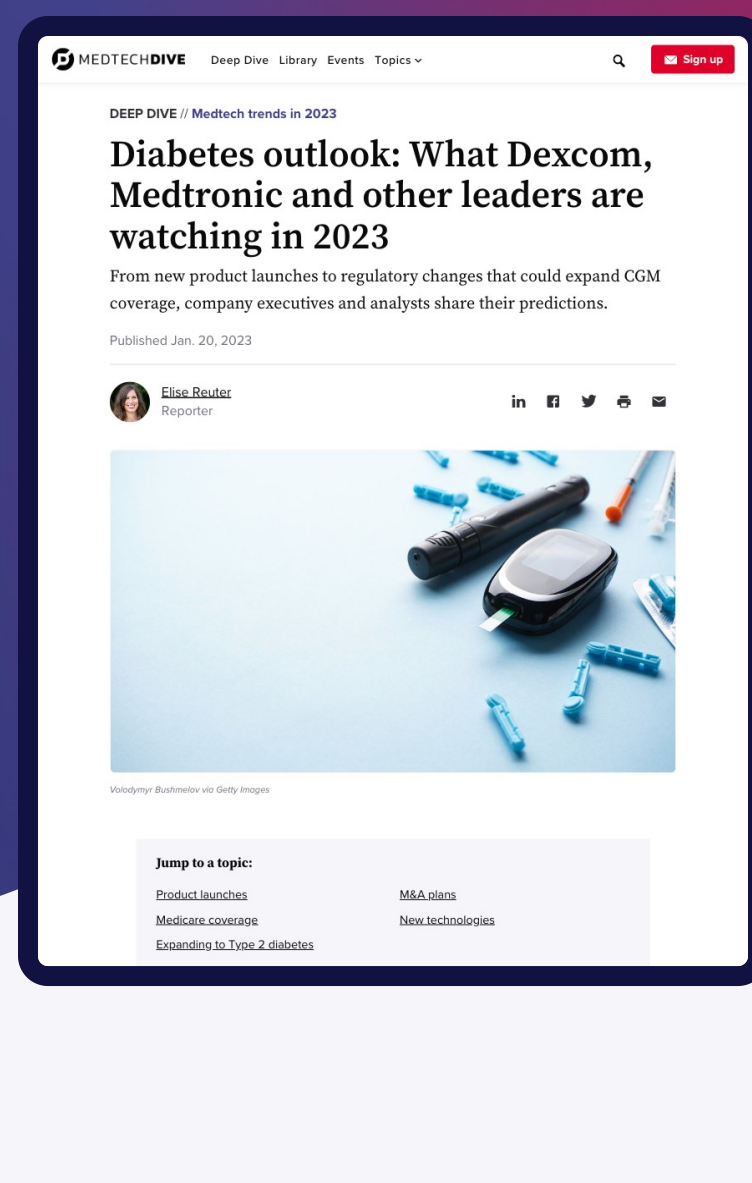 MEDTECHDIVE Deep Dive Library Events Topics Sign up
DEEP DIVE // Medtech trends in 2023
Diabetes outlook: What Dexcom,
Medtronic and other leaders are
watching in 2023
From new product launches to regulatory changes that could expand CGM
coverage, company executives and analysts share their predictions.
Published Jan. 20, 2023
Elise Reuter
Reporter
in
Volodymyr Bushmelov via Getty Images
Jump to a topic:
Product launches
Medicare coverage
Expanding to Type 2 diabetes
M&A plans
New technologies